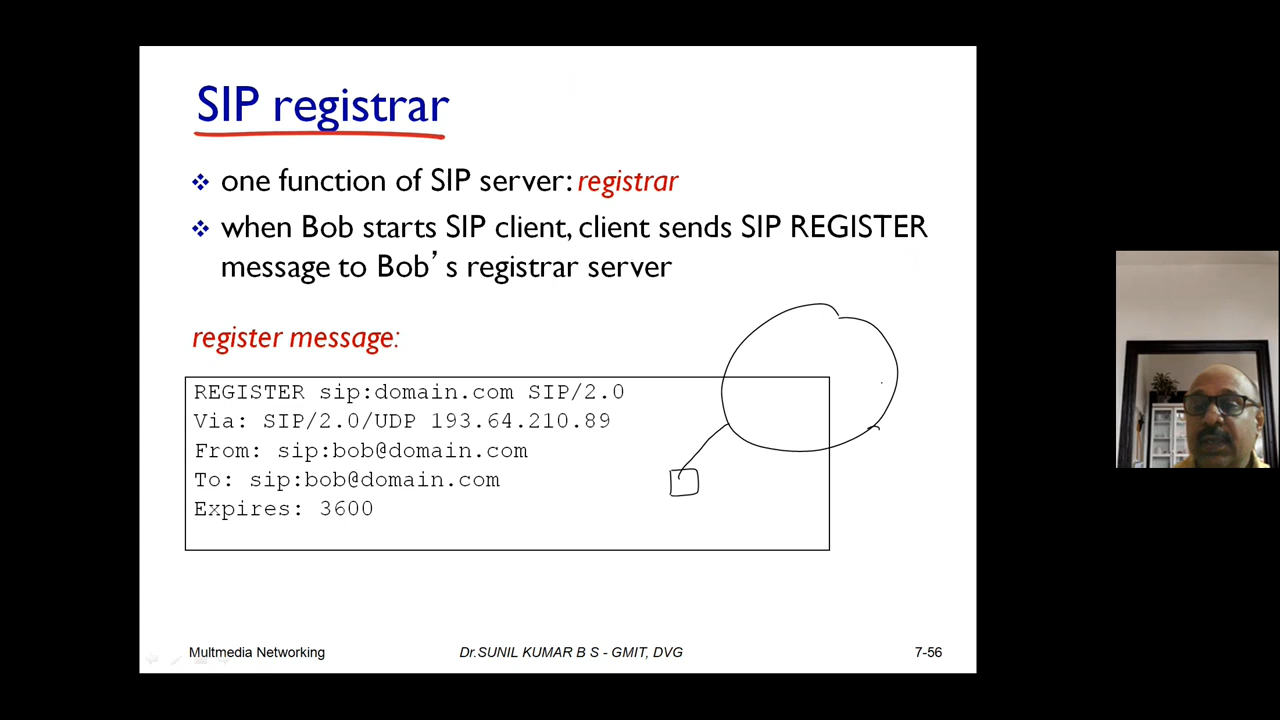 SIP registrar
❖ one function of SIP server: registrar
❖ when Bob starts SIP client, client sends SIP REGISTER
message to Bob’s registrar server
register message:
REGISTER sip:domain.com SIP/2.0
Via: SIP/2.0/UDP 193.64.210.89
From: sip:bob@domain.com
To: sip:bob@domain.com
Expires: 3600
Multmedia Networking
Dr.SUNIL KUMAR B S - GMIT, DVG
7-56